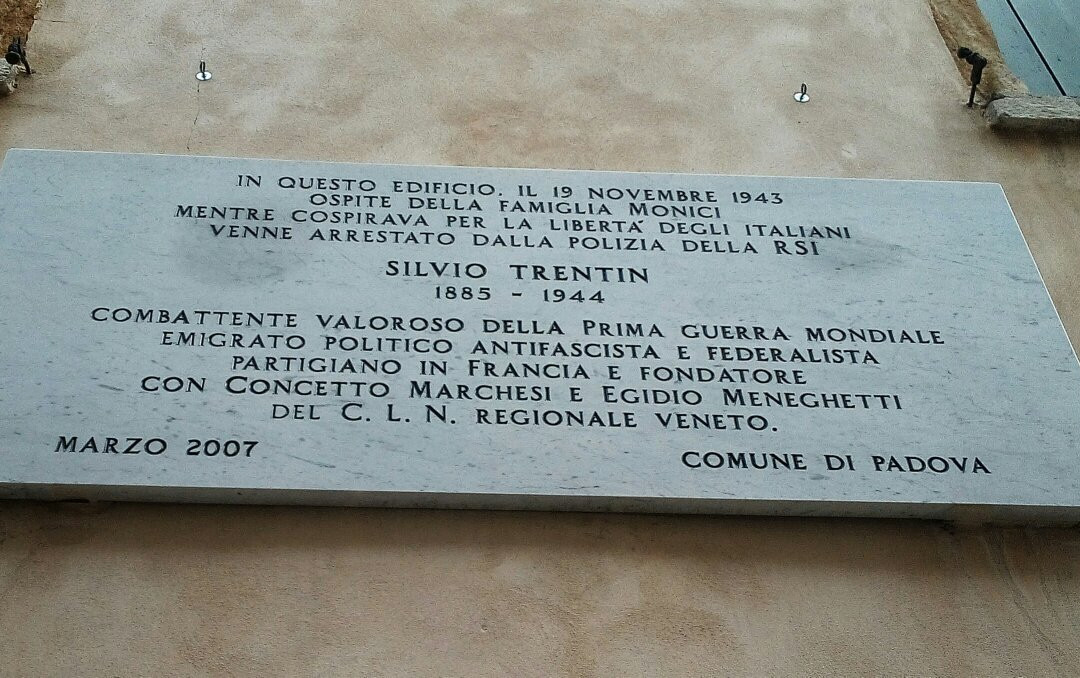 IN QUESTO EDIFICIO, IL 19 NOVEMBRE 1943
OSPITE DELLA FAMIGLIA MONICI
MENTRE COSPIRAVA PER LA LIBERTA' DEGLI ITALIANI
VENNE ARRESTATO DALLA POLIZIA DELLA RSI
SILVIO TRENTIN
1885 - 1944
COMBATTENTE VALOROSO DELLA PRIMA GUERRA MONDIALE
EMIGRATO POLITICO ANTIFASCISTA E FEDERALISTA
PARTIGIANO IN FRANCIA E FONDATORE
CON CONCETTO MARCHESI E EGIDIO MENEGHETTI
DEL C. L. N. REGIONALE VENETO.
MARZO 2007 COMUNE DI PADOVA